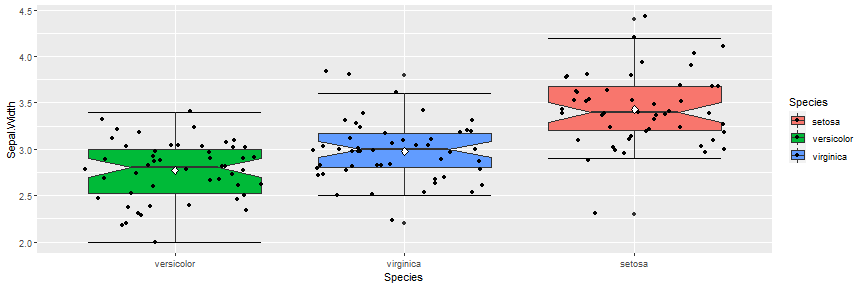 4.5
4.0
3.5
3.0
2.5
2.0
Sepal.Width
versicolor
virginica
setosa
Species
Species
setosa
versicolor
virginica